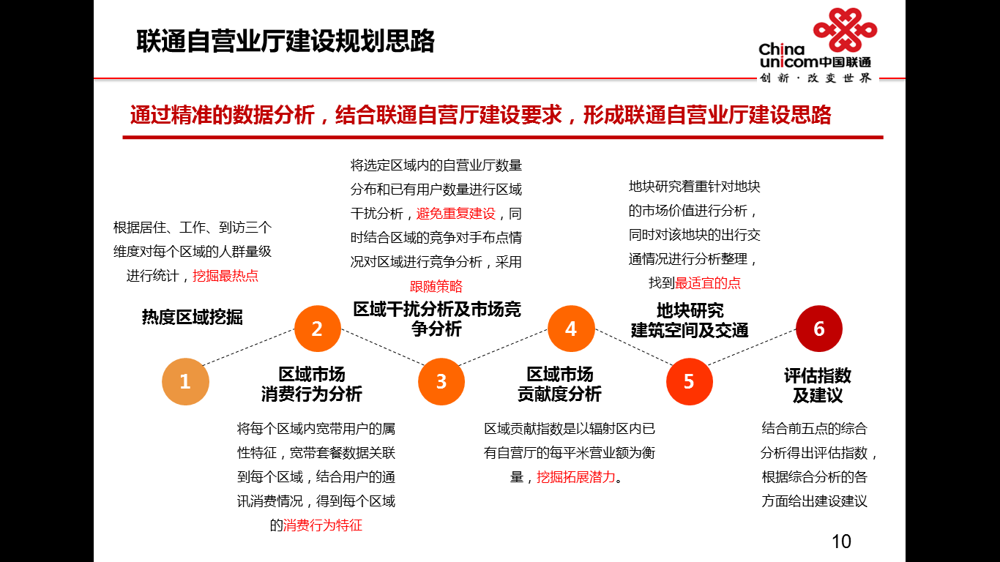 联通自营业厅建设规划思路
China
unicom中国联通
创新·改变世界
通过精准的数据分析，结合联通自营厅建设要求，形成联通自营业厅建设思路
根据居住、工作、到访三个
维度对每个区域的人群量级
进行统计，挖掘最热点
热度区域挖掘
1
2
区域市场
消费行为分析
将每个区域内宽带用户的属
性特征，宽带套餐数据关联
到每个区域，结合用户的通
讯消费情况，得到每个区域
的消费行为特征
将选定区域内的自营业厅数量
分布和已有用户数量进行区域
干扰分析，避免重复建设，同
时结合区域的竞争对手布点情
况对区域进行竞争分析，采用
跟随策略
区域干扰分析及市场竞
争分析
3
4
区域市场
贡献度分析
区域贡献指数是以辐射区内已
有自营厅的每平米营业额为衡
量，挖掘拓展潜力。
地块研究着重针对地块
的市场价值进行分析，
同时对该地块的出行交
通情况进行分析整理，
找到最适宜的点
地块研究
建筑空间及交通
5
6
评估指数
及建议
结合前五点的综合
分析得出评估指数，
根据综合分析的各
方面给出建设建议
10